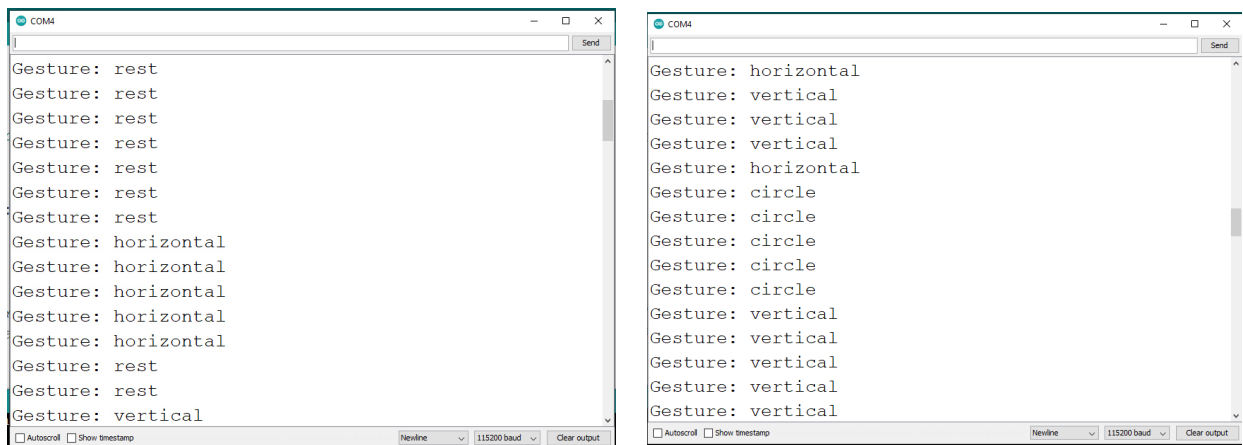 COM4
Send
Gesture: rest
Gesture: rest
Gesture: rest
Gesture: rest
Gesture: rest
Gesture: rest
Gesture: rest
Gesture: horizontal
Gesture: horizontal
Gesture: horizontal
Gesture: horizontal
Gesture: horizontal
Gesture: rest
Gesture: rest
Gesture: vertical
Autoscroll Show timestamp Newline 115200 baud Clear output
COM4
Send
Gesture: horizontal
Gesture: vertical
Gesture: vertical
Gesture: vertical
Gesture: horizontal
Gesture: circle
Gesture: circle
Gesture: circle
Gesture: circle
Gesture: circle
Gesture: vertical
Gesture: vertical
Gesture: vertical
Gesture: vertical
Gesture: vertical
Autoscroll Show timestamp Newline 115200 baud Clear output